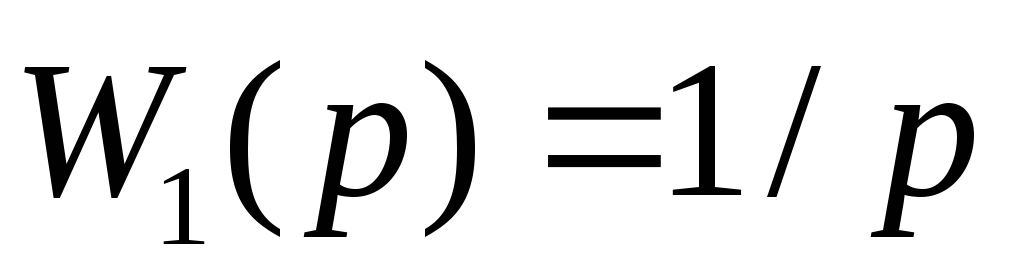 W₁(p) = 1/p